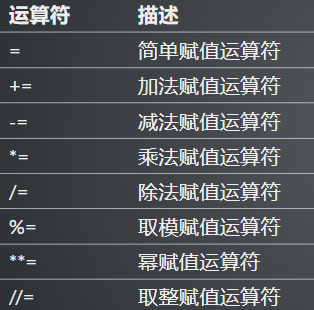 运算符 描述
= 简单赋值运算符
+= 加法赋值运算符
-= 减法赋值运算符
*= 乘法赋值运算符
/= 除法赋值运算符
%= 取模赋值运算符
**= 幂赋值运算符
//= 取整赋值运算符